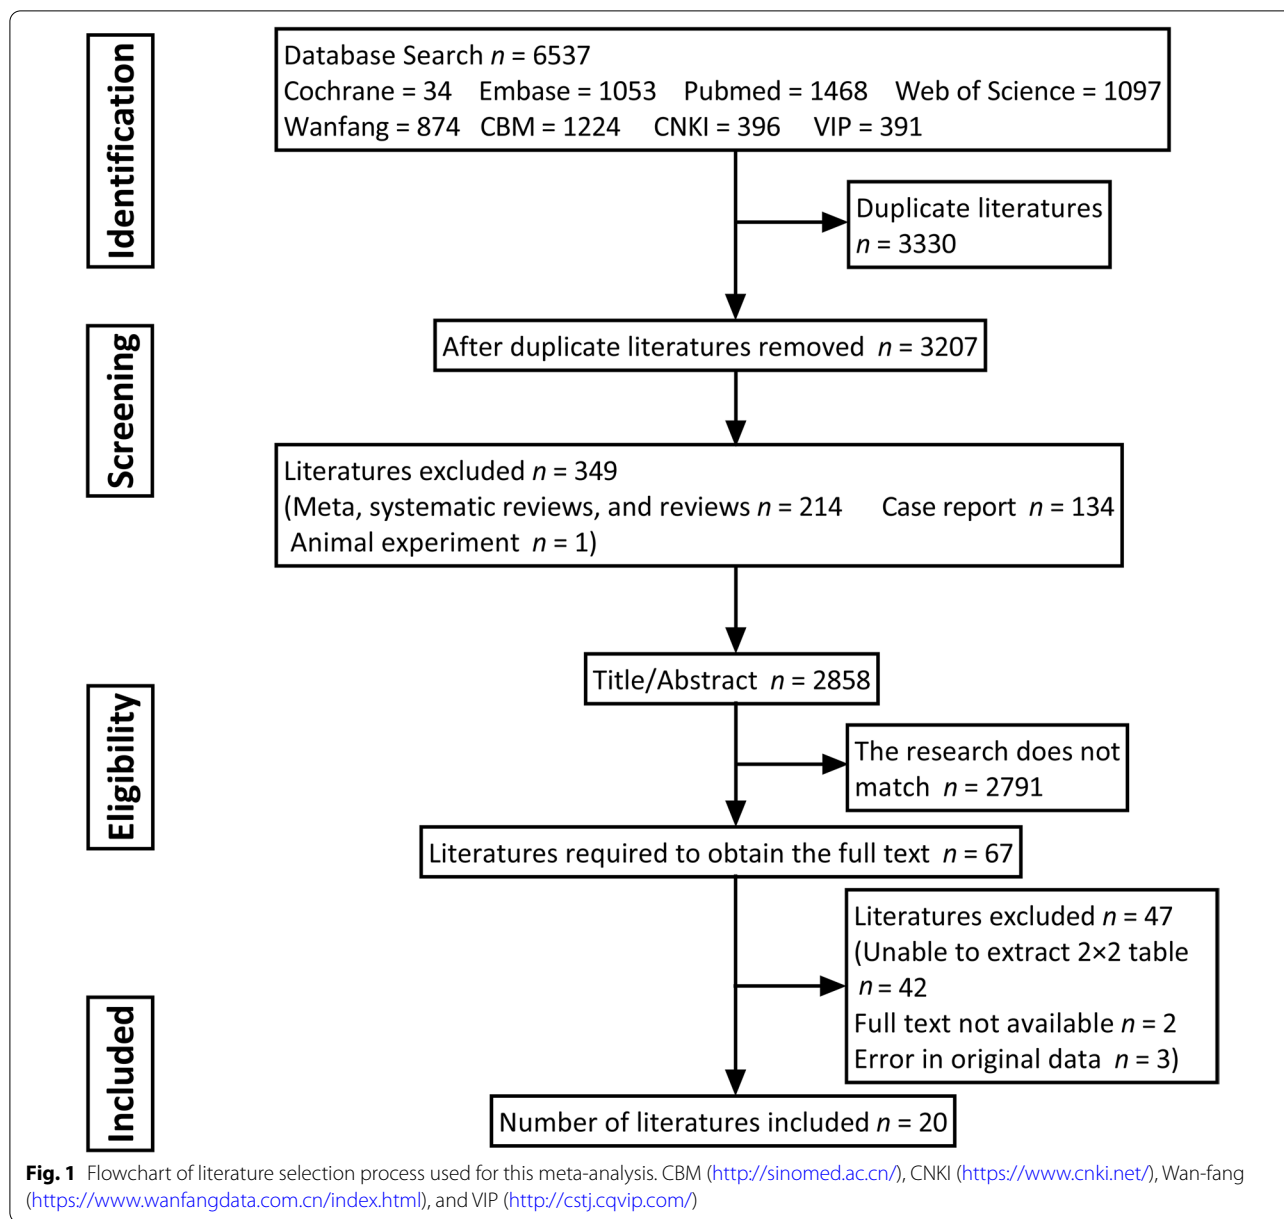 Identification
Database Search n = 6537
Cochrane = 34 Embase = 1053 Pubmed = 1468 Web of Science = 1097
Wanfang = 874 CBM = 1224 CNKI = 396 VIP = 391
Duplicate literatures
n = 3330
Screening
After duplicate literatures removed n = 3207
Literatures excluded n = 349
(Meta, systematic reviews, and reviews n = 214 Case report n = 134
Animal experiment n = 1)
Eligibility
Title/Abstract n = 2858
The research does not
match n = 2791
Literatures required to obtain the full text n = 67
Literatures excluded n = 47
(Unable to extract 2×2 table
n = 42
Full text not available n = 2
Error in original data n = 3)
Included
Number of literatures included n = 20
Fig. 1 Flowchart of literature selection process used for this meta-analysis. CBM (http://sinomed.ac.cn/), CNKI (https://www.cnki.net/), Wan-fang
(https://www.wanfangdata.com.cn/index.html), and VIP (http://cstj.cqvip.com/)